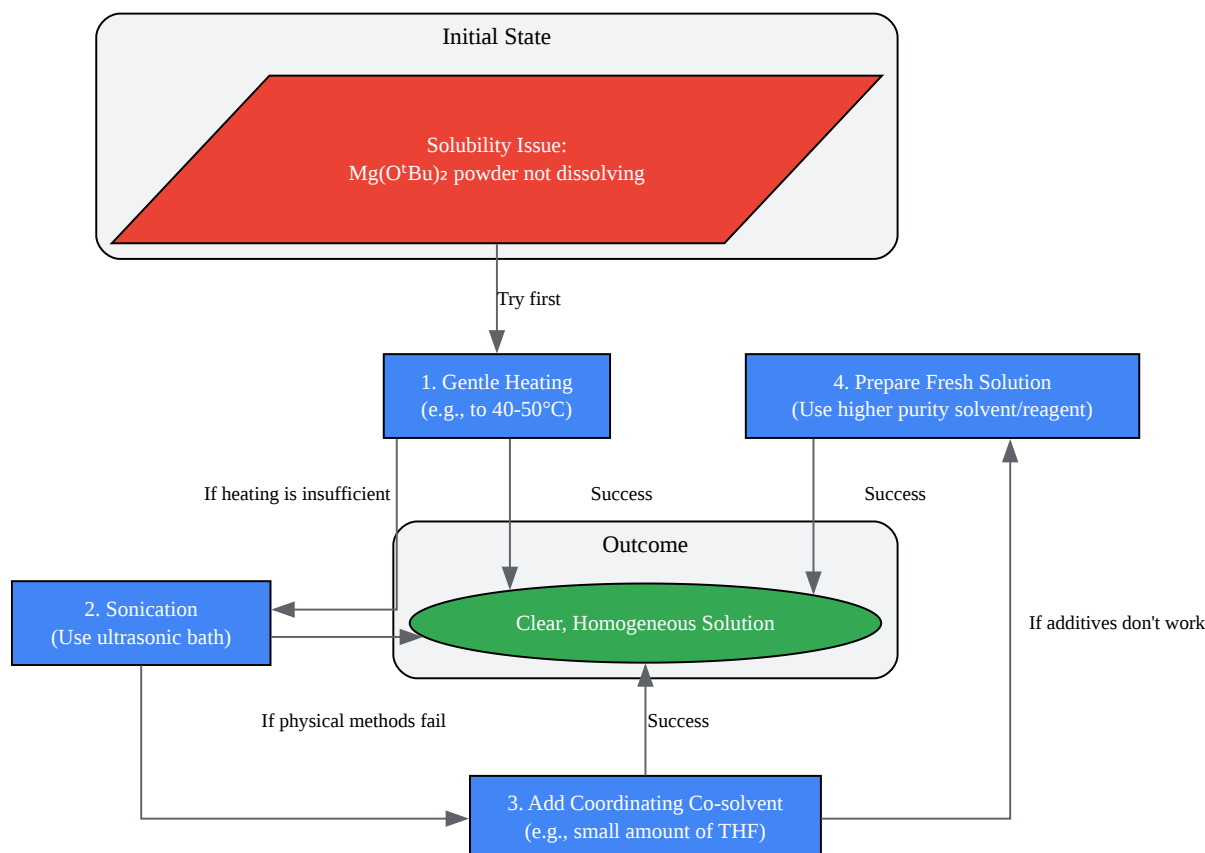 Initial State
Solubility Issue:
Mg(OᵗBu)₂ powder not dissolving
Try first
1. Gentle Heating
(e.g., to 40-50°C)
4. Prepare Fresh Solution
(Use higher purity solvent/reagent)
If heating is insufficient
Success
Success
Outcome
2. Sonication
(Use ultrasonic bath)
Clear, Homogeneous Solution
If additives don't work
If physical methods fail
Success
3. Add Coordinating Co-solvent
(e.g., small amount of THF)